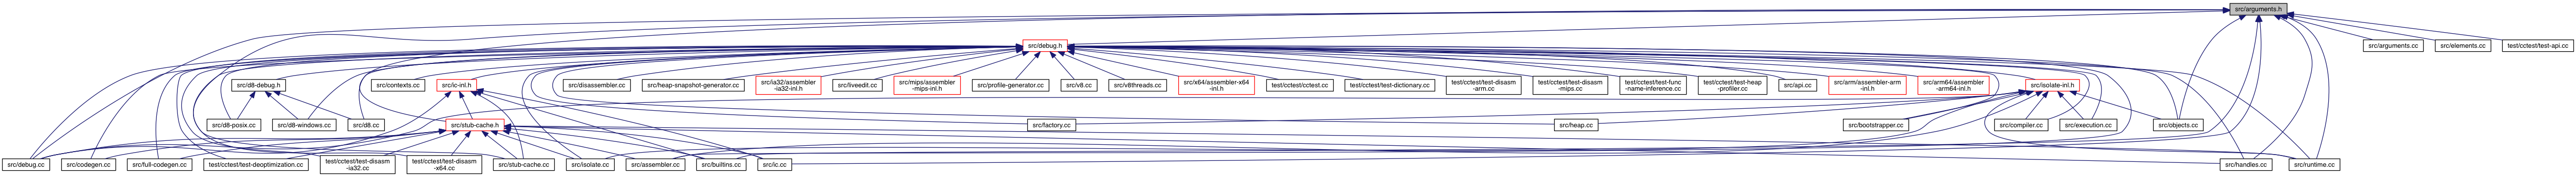 src/arguments.h
src/debug.h
src/arguments.cc
src/elements.cc
test/cctest/test-api.cc
src/d8-debug.h
src/contexts.cc
src/ic-inl.h
src/disassembler.cc
src/heap-snapshot-generator.cc
src/ia32/assembler
-ia32-inl.h
src/liveedit.cc
src/mips/assembler
-mips-inl.h
src/profile-generator.cc
src/v8.cc
src/v8threads.cc
src/x64/assembler-x64
-inl.h
test/cctest/cctest.cc
test/cctest/test-dictionary.cc
test/cctest/test-disasm
-arm.cc
test/cctest/test-disasm
-mips.cc
test/cctest/test-func
-name-inference.cc
test/cctest/test-heap
-profiler.cc
src/api.cc
src/arm/assembler-arm
-inl.h
src/arm64/assembler
-arm64-inl.h
src/isolate-inl.h
src/d8-posix.cc
src/d8-windows.cc
src/d8.cc
src/stub-cache.h
src/factory.cc
src/heap.cc
src/bootstrapper.cc
src/compiler.cc
src/execution.cc
src/objects.cc
src/debug.cc
src/codegen.cc
src/full-codegen.cc
test/cctest/test-deoptimization.cc
test/cctest/test-disasm
-ia32.cc
test/cctest/test-disasm
-x64.cc
src/stub-cache.cc
src/isolate.cc
src/assembler.cc
src/builtins.cc
src/ic.cc
src/handles.cc
src/runtime.cc